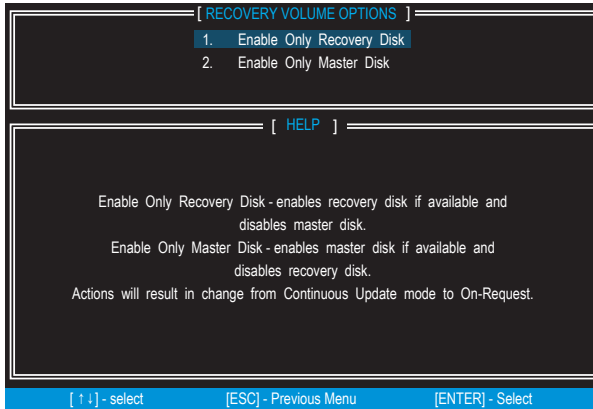 [ RECOVERY VOLUME OPTIONS ]
1. Enable Only Recovery Disk
2. Enable Only Master Disk
[ HELP ]
Enable Only Recovery Disk - enables recovery disk if available and
disables master disk.
Enable Only Master Disk - enables master disk if available and
disables recovery disk.
Actions will result in change from Continuous Update mode to On-Request.
[ ↑↓] - select [ESC] - Previous Menu [ENTER] - Select